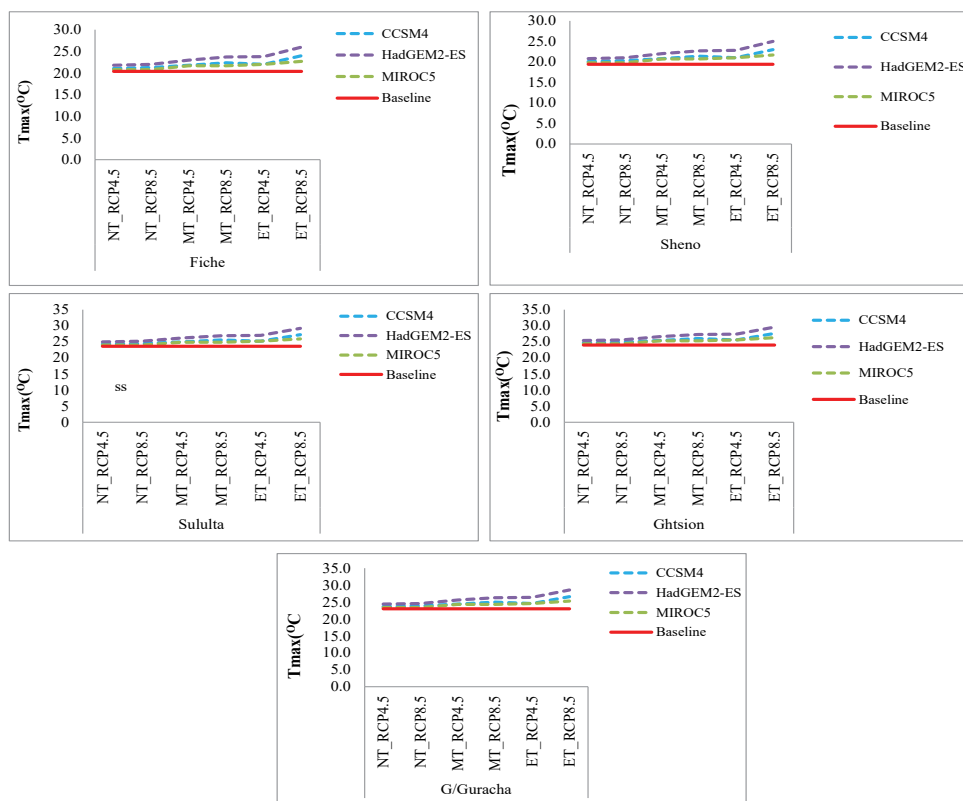 30.0
25.0
20.0
15.0
10.0
5.0
0.0
Tmax(⁰C)
NT_RCP4.5
NT_RCP8.5
MT_RCP4.5
MT_RCP8.5
ET_RCP4.5
ET_RCP8.5
Fiche
CCSM4
HadGEM2-ES
MIROC5
Baseline
30.0
25.0
20.0
15.0
10.0
5.0
0.0
Tmax(⁰C)
NT_RCP4.5
NT_RCP8.5
MT_RCP4.5
MT_RCP8.5
ET_RCP4.5
ET_RCP8.5
Sheno
CCSM4
HadGEM2-ES
MIROC5
Baseline
35
30
25
20
15
10
5
0
Tmax(⁰C)
ss
NT_RCP4.5
NT_RCP8.5
MT_RCP4.5
MT_RCP8.5
ET_RCP4.5
ET_RCP8.5
Sululta
CCSM4
HadGEM2-ES
MIROC5
Baseline
35.0
30.0
25.0
20.0
15.0
10.0
5.0
0.0
Tmax(⁰C)
NT_RCP4.5
NT_RCP8.5
MT_RCP4.5
MT_RCP8.5
ET_RCP4.5
ET_RCP8.5
Ghtsion
CCSM4
HadGEM2-ES
MIROC5
Baseline
35.0
30.0
25.0
20.0
15.0
10.0
5.0
0.0
Tmax(⁰C
NT_RCP4.5
NT_RCP8.5
MT_RCP4.5
MT_RCP8.5
ET_RCP4.5
ET_RCP8.5
G/Guracha
CCSM4
HadGEM2-ES
MIROC5
Baseline